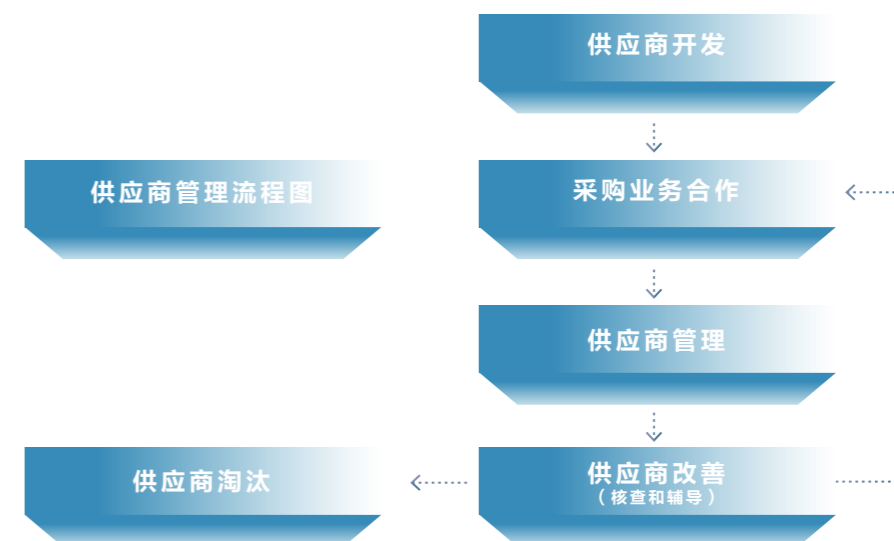 供应商开发
供应商管理流程图
采购业务合作
供应商管理
供应商淘汰
供应商改善
（核查和辅导）